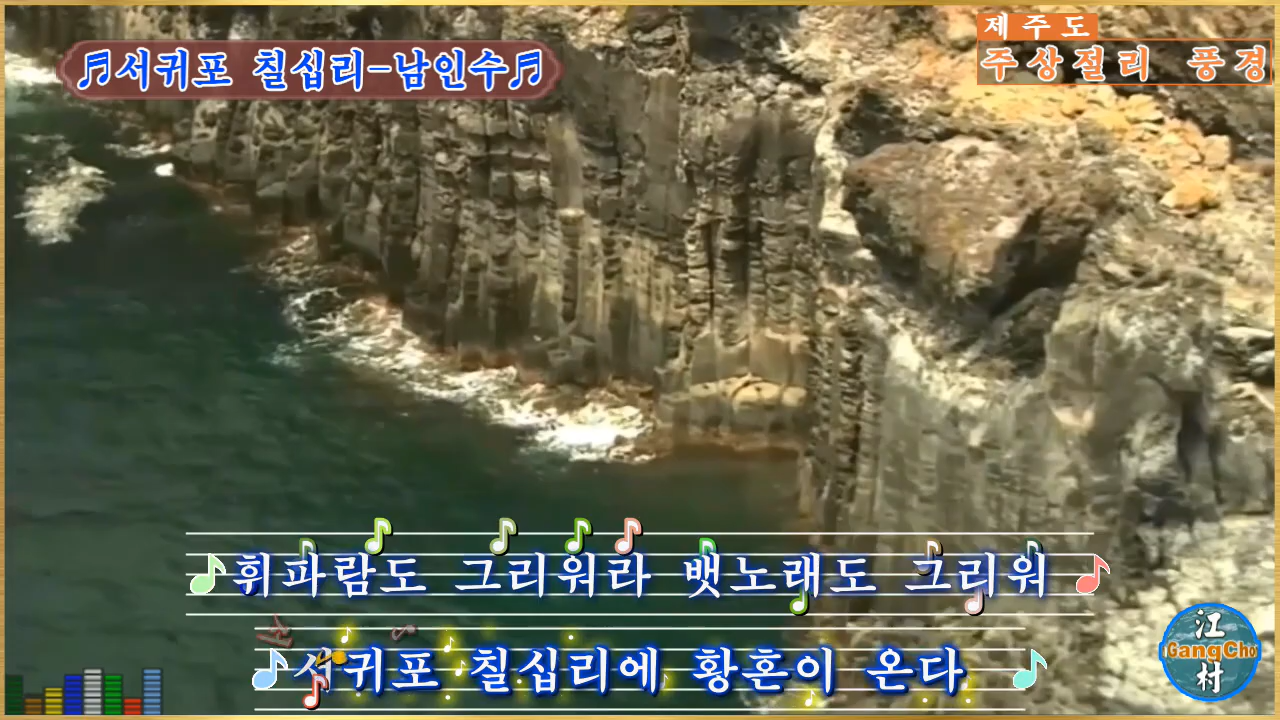 ♬서귀포 칠십리-남인수♬
제주도
주상절리 풍경
휘파람도 그리워라 뱃노래도 그리워
서귀포 칠십리에 황혼이 온다
江
GangCho
村